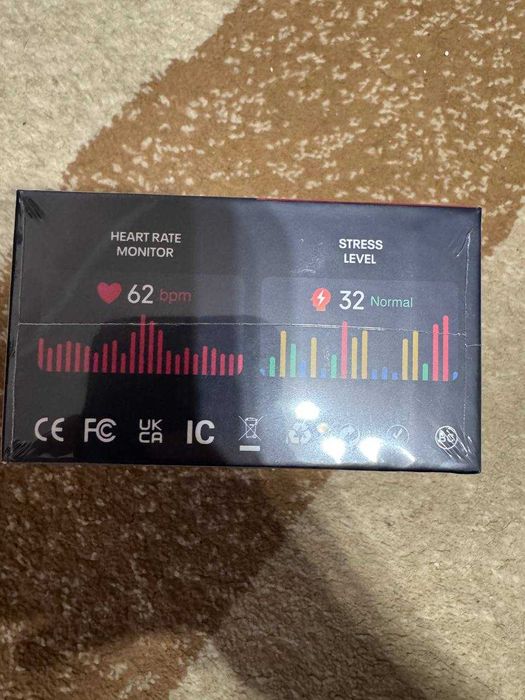 HEART RATE
MONITOR
62 bpm
STRESS
LEVEL
32 Normal
CE FC UK
CA IC